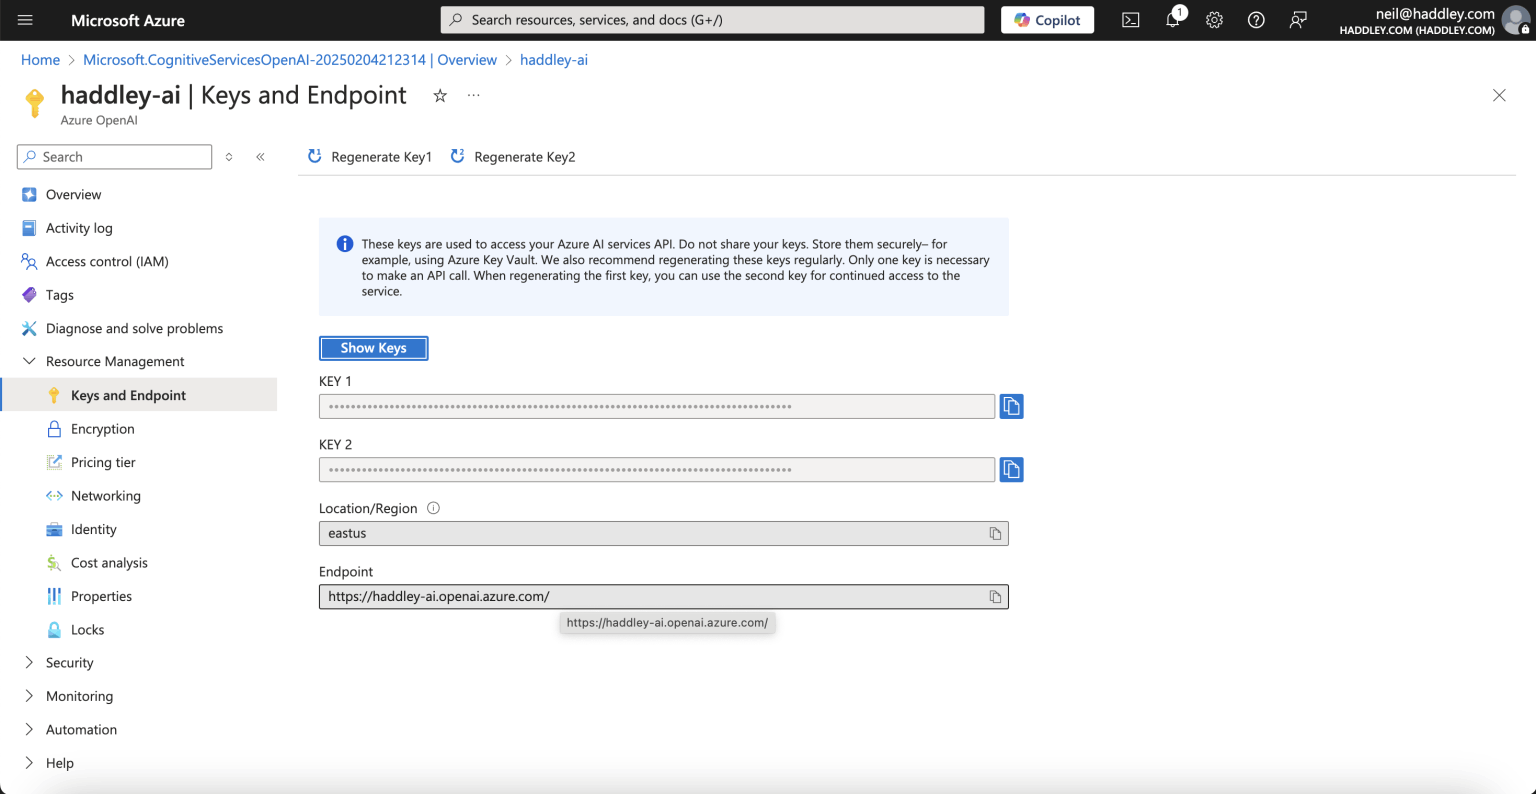 Microsoft Azure
Search resources, services, and docs (G+/)
Copilot
1
neil@haddley.com
HADDLEY.COM (HADDLEY.COM)
Home > Microsoft.CognitiveServicesOpenAI-20250204212314 | Overview > haddley-ai
haddley-ai | Keys and Endpoint
Azure OpenAI
Search
Overview
Activity log
Access control (IAM)
Tags
Diagnose and solve problems
Resource Management
Keys and Endpoint
Encryption
Pricing tier
Networking
Identity
Cost analysis
Properties
Locks
Security
Monitoring
Automation
Help
Regenerate Key1
Regenerate Key2
These keys are used to access your Azure AI services API. Do not share your keys. Store them securely– for
example, using Azure Key Vault. We also recommend regenerating these keys regularly. Only one key is necessary
to make an API call. When regenerating the first key, you can use the second key for continued access to the
service.
Show Keys
KEY 1
KEY 2
Location/Region
eastus
Endpoint
https://haddley-ai.openai.azure.com/
https://haddley-ai.openai.azure.com/